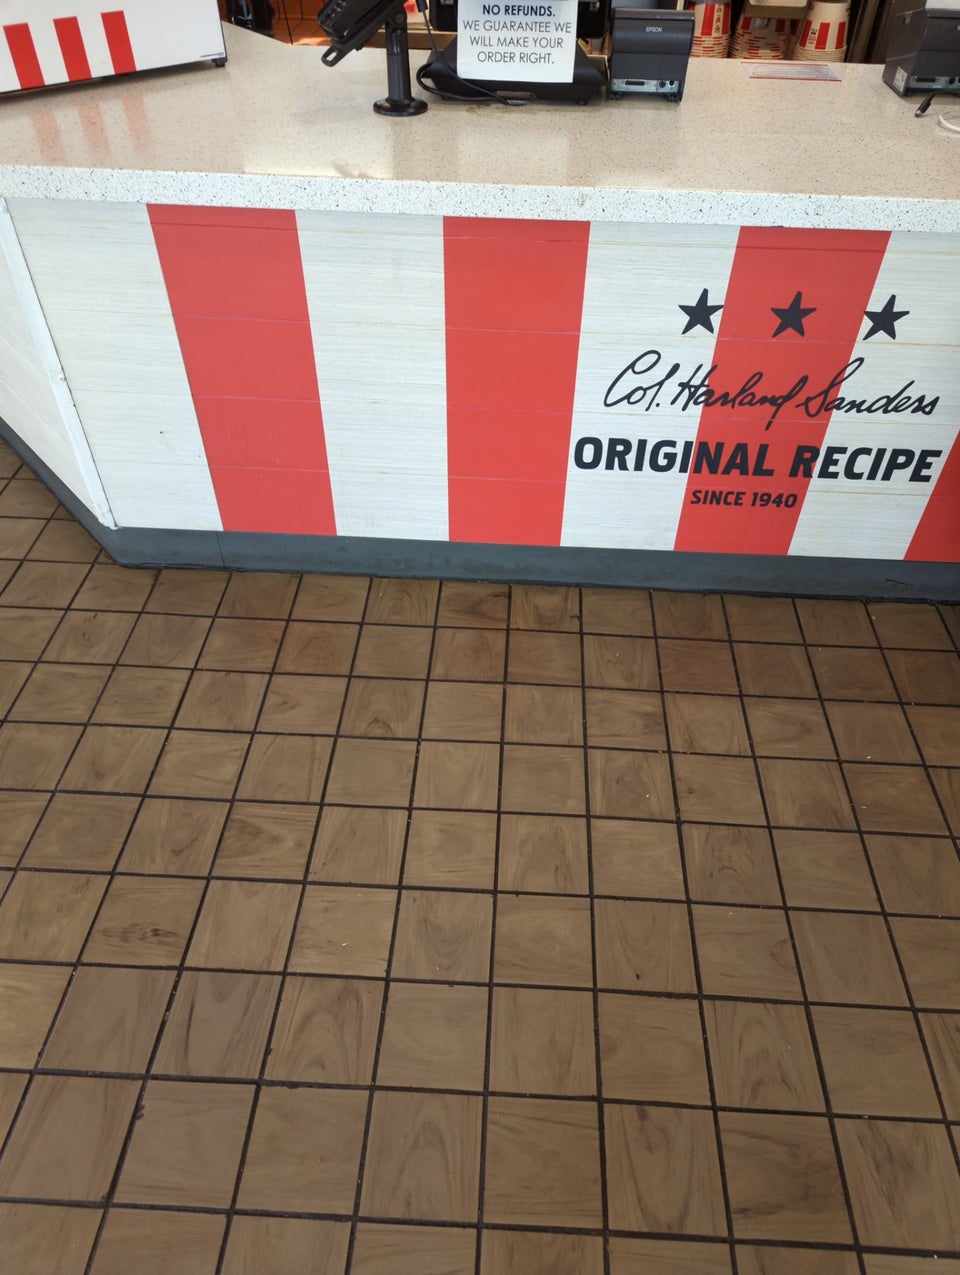 NO REFUNDS.
WE GUARANTEE WE
WILL MAKE YOUR
ORDER RIGHT.
EPSON
Col. Harland Sanders
ORIGINAL RECIPE
SINCE 1940